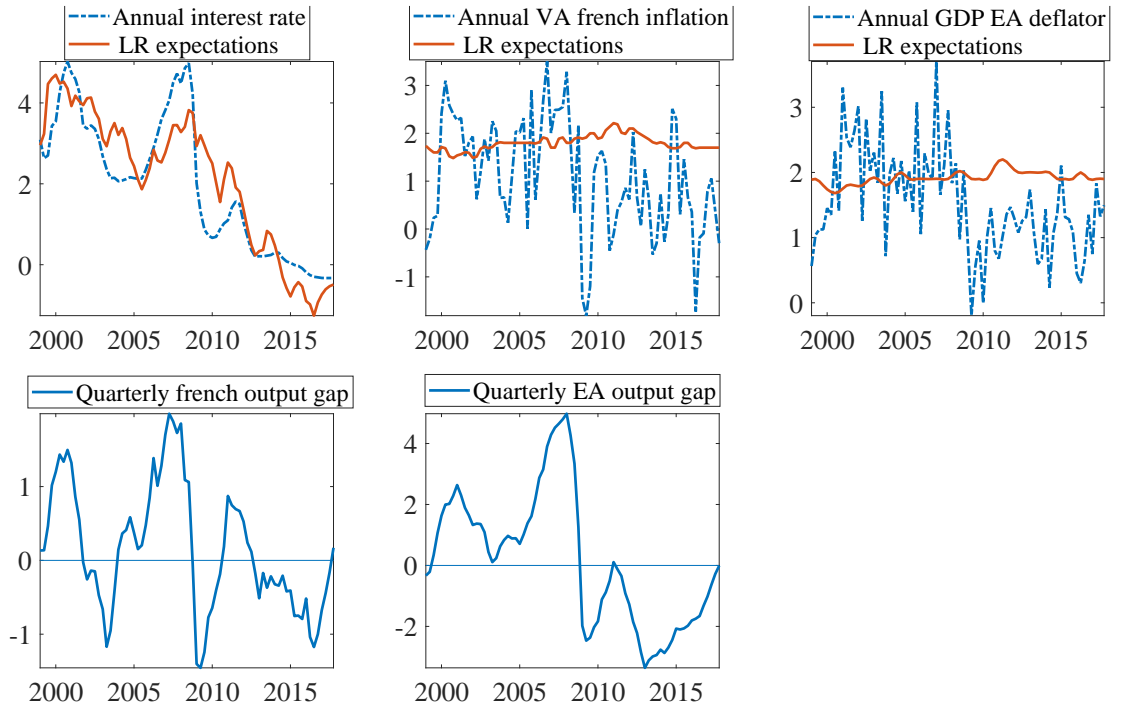 Annual interest rate
LR expectations
Annual VA french inflation
LR expectations
Annual GDP EA deflator
LR expectations
4
2
0
2000 2005 2010 2015
3
2
1
0
-1
2000 2005 2010 2015
3
2
1
0
2000 2005 2010 2015
Quarterly french output gap
Quarterly EA output gap
1
0
-1
2000 2005 2010 2015
4
2
0
-2
2000 2005 2010 2015